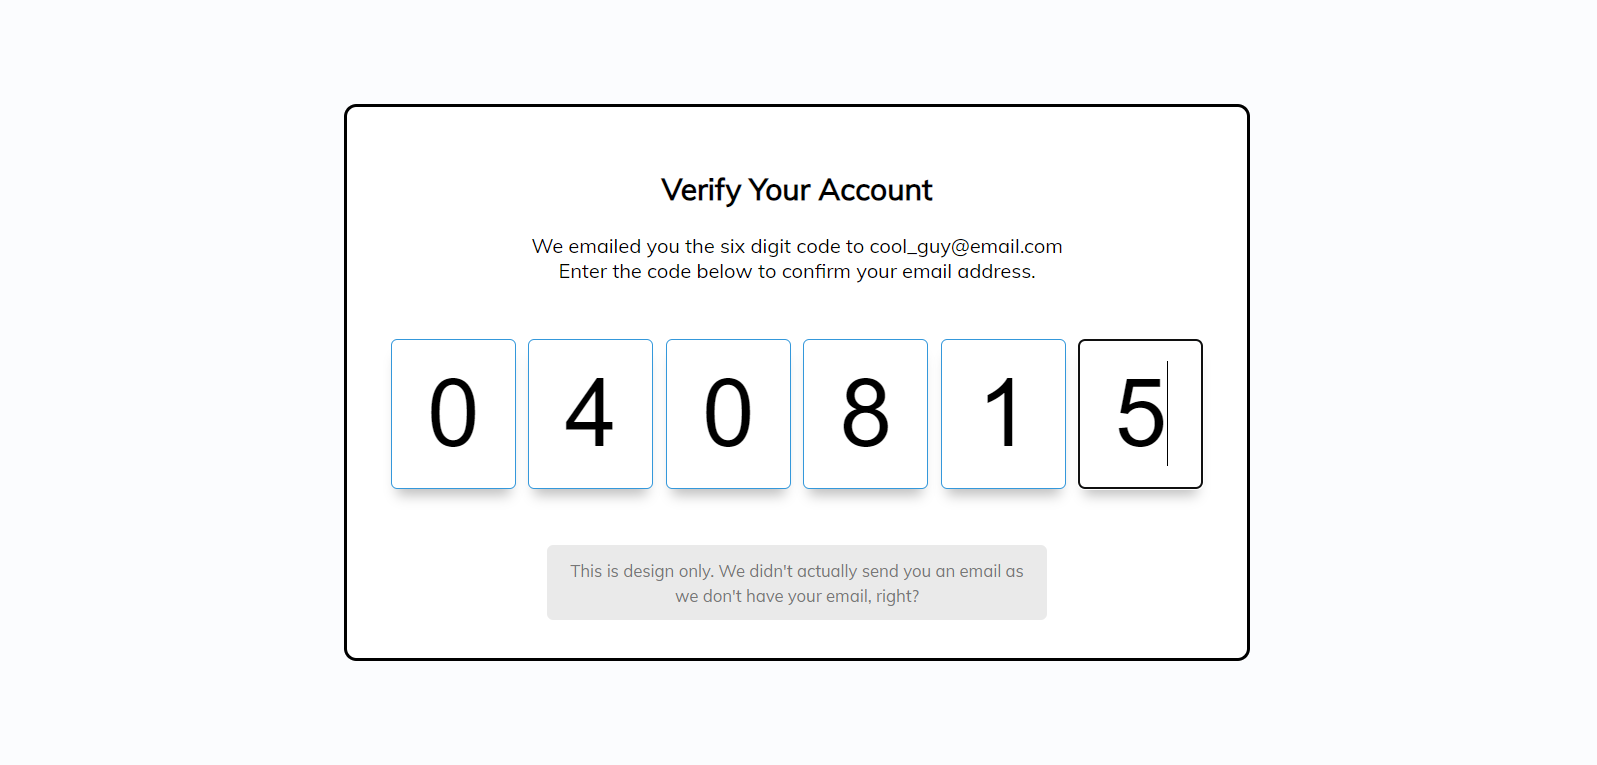 Verify Your Account
We emailed you the six digit code to cool_guy@email.com
Enter the code below to confirm your email address.
0 4 0 8 1 5
This is design only. We didn't actually send you an email as
we don't have your email, right?